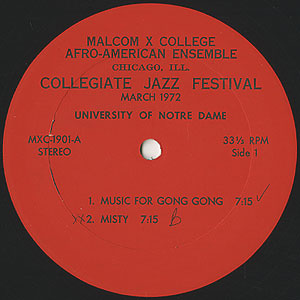 MALCOM X COLLEGE
AFRO-AMERICAN ENSEMBLE
CHICAGO, ILL.
COLLEGIATE JAZZ FESTIVAL
MARCH 1972
UNIVERSITY OF NOTRE DAME
MXC-1901-A 33⅓ RPM
STEREO Side 1
1. MUSIC FOR GONG GONG 7:15 ✓
xx2. MISTY 7:15 B